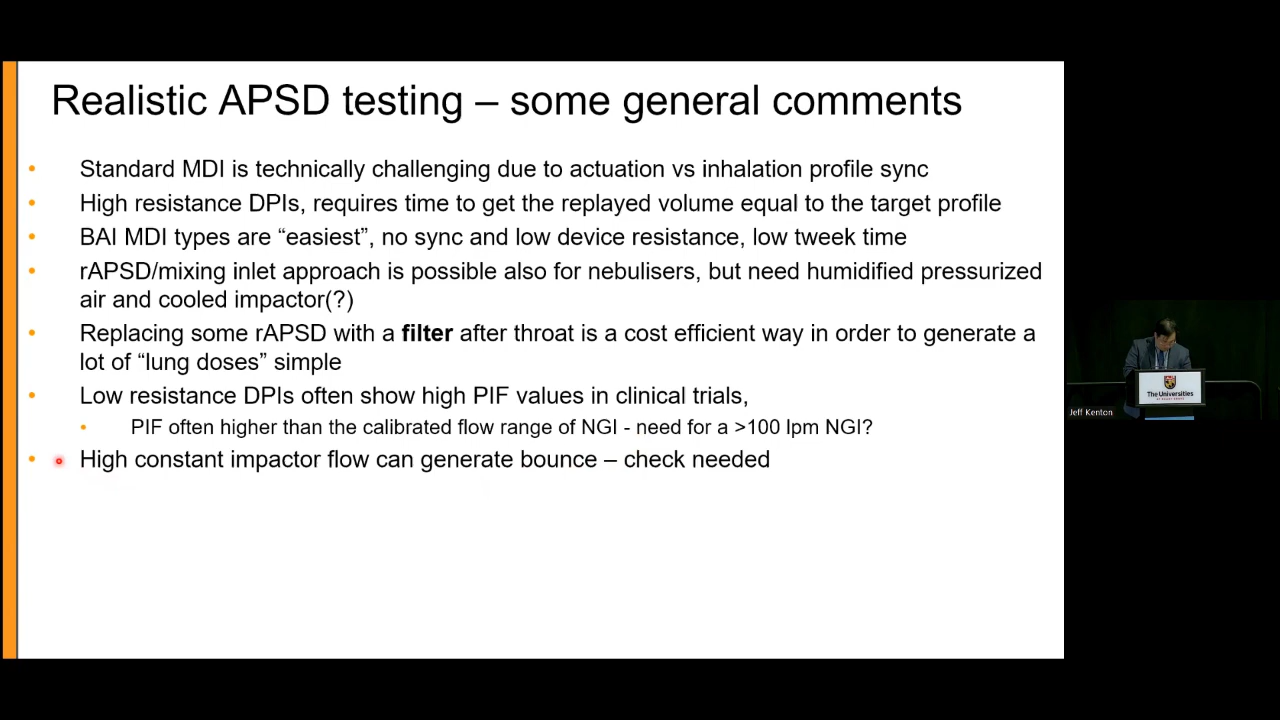 Realistic APSD testing – some general comments
• Standard MDI is technically challenging due to actuation vs inhalation profile sync
• High resistance DPIs, requires time to get the replayed volume equal to the target profile
• BAI MDI types are “easiest”, no sync and low device resistance, low tweek time
• rAPSD/mixing inlet approach is possible also for nebulisers, but need humidified pressurized
air and cooled impactor(?)
• Replacing some rAPSD with a filter after throat is a cost efficient way in order to generate a
lot of “lung doses” simple
• Low resistance DPIs often show high PIF values in clinical trials,
• PIF often higher than the calibrated flow range of NGI - need for a >100 lpm NGI?
• High constant impactor flow can generate bounce – check needed
The Universities
Jeff Kenton